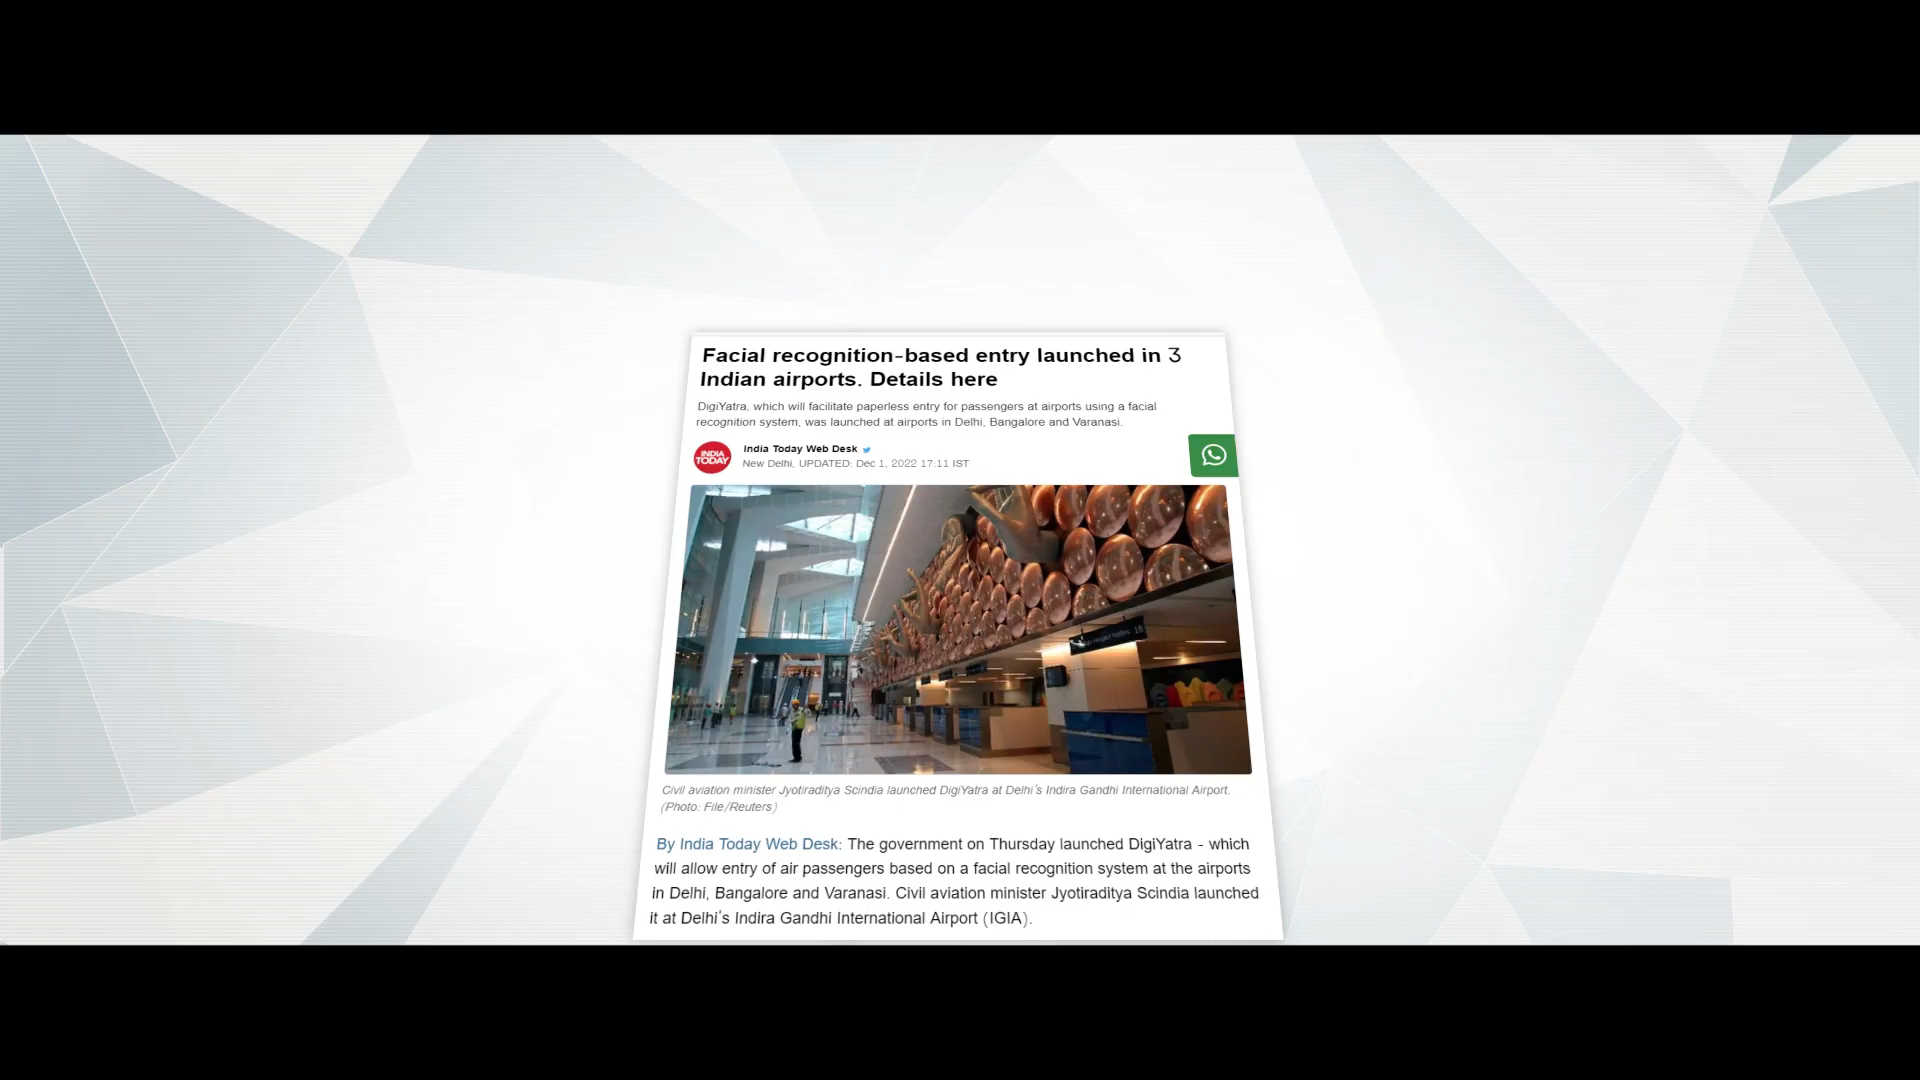 Facial recognition-based entry launched in 3
Indian airports. Details here
DigiYatra, which will facilitate paperless entry for passengers at airports using a facial
recognition system, was launched at airports in Delhi, Bangalore and Varanasi.
INDIA
TODAY
India Today Web Desk
New Delhi, UPDATED: Dec 1, 2022 17:11 IST
18
Civil aviation minister Jyotiraditya Scindia launched DigiYatra at Delhi's Indira Gandhi International Airport.
(Photo: File/Reuters)
By India Today Web Desk: The government on Thursday launched DigiYatra - which
will allow entry of air passengers based on a facial recognition system at the airports
in Delhi, Bangalore and Varanasi. Civil aviation minister Jyotiraditya Scindia launched
it at Delhi's Indira Gandhi International Airport (IGIA).